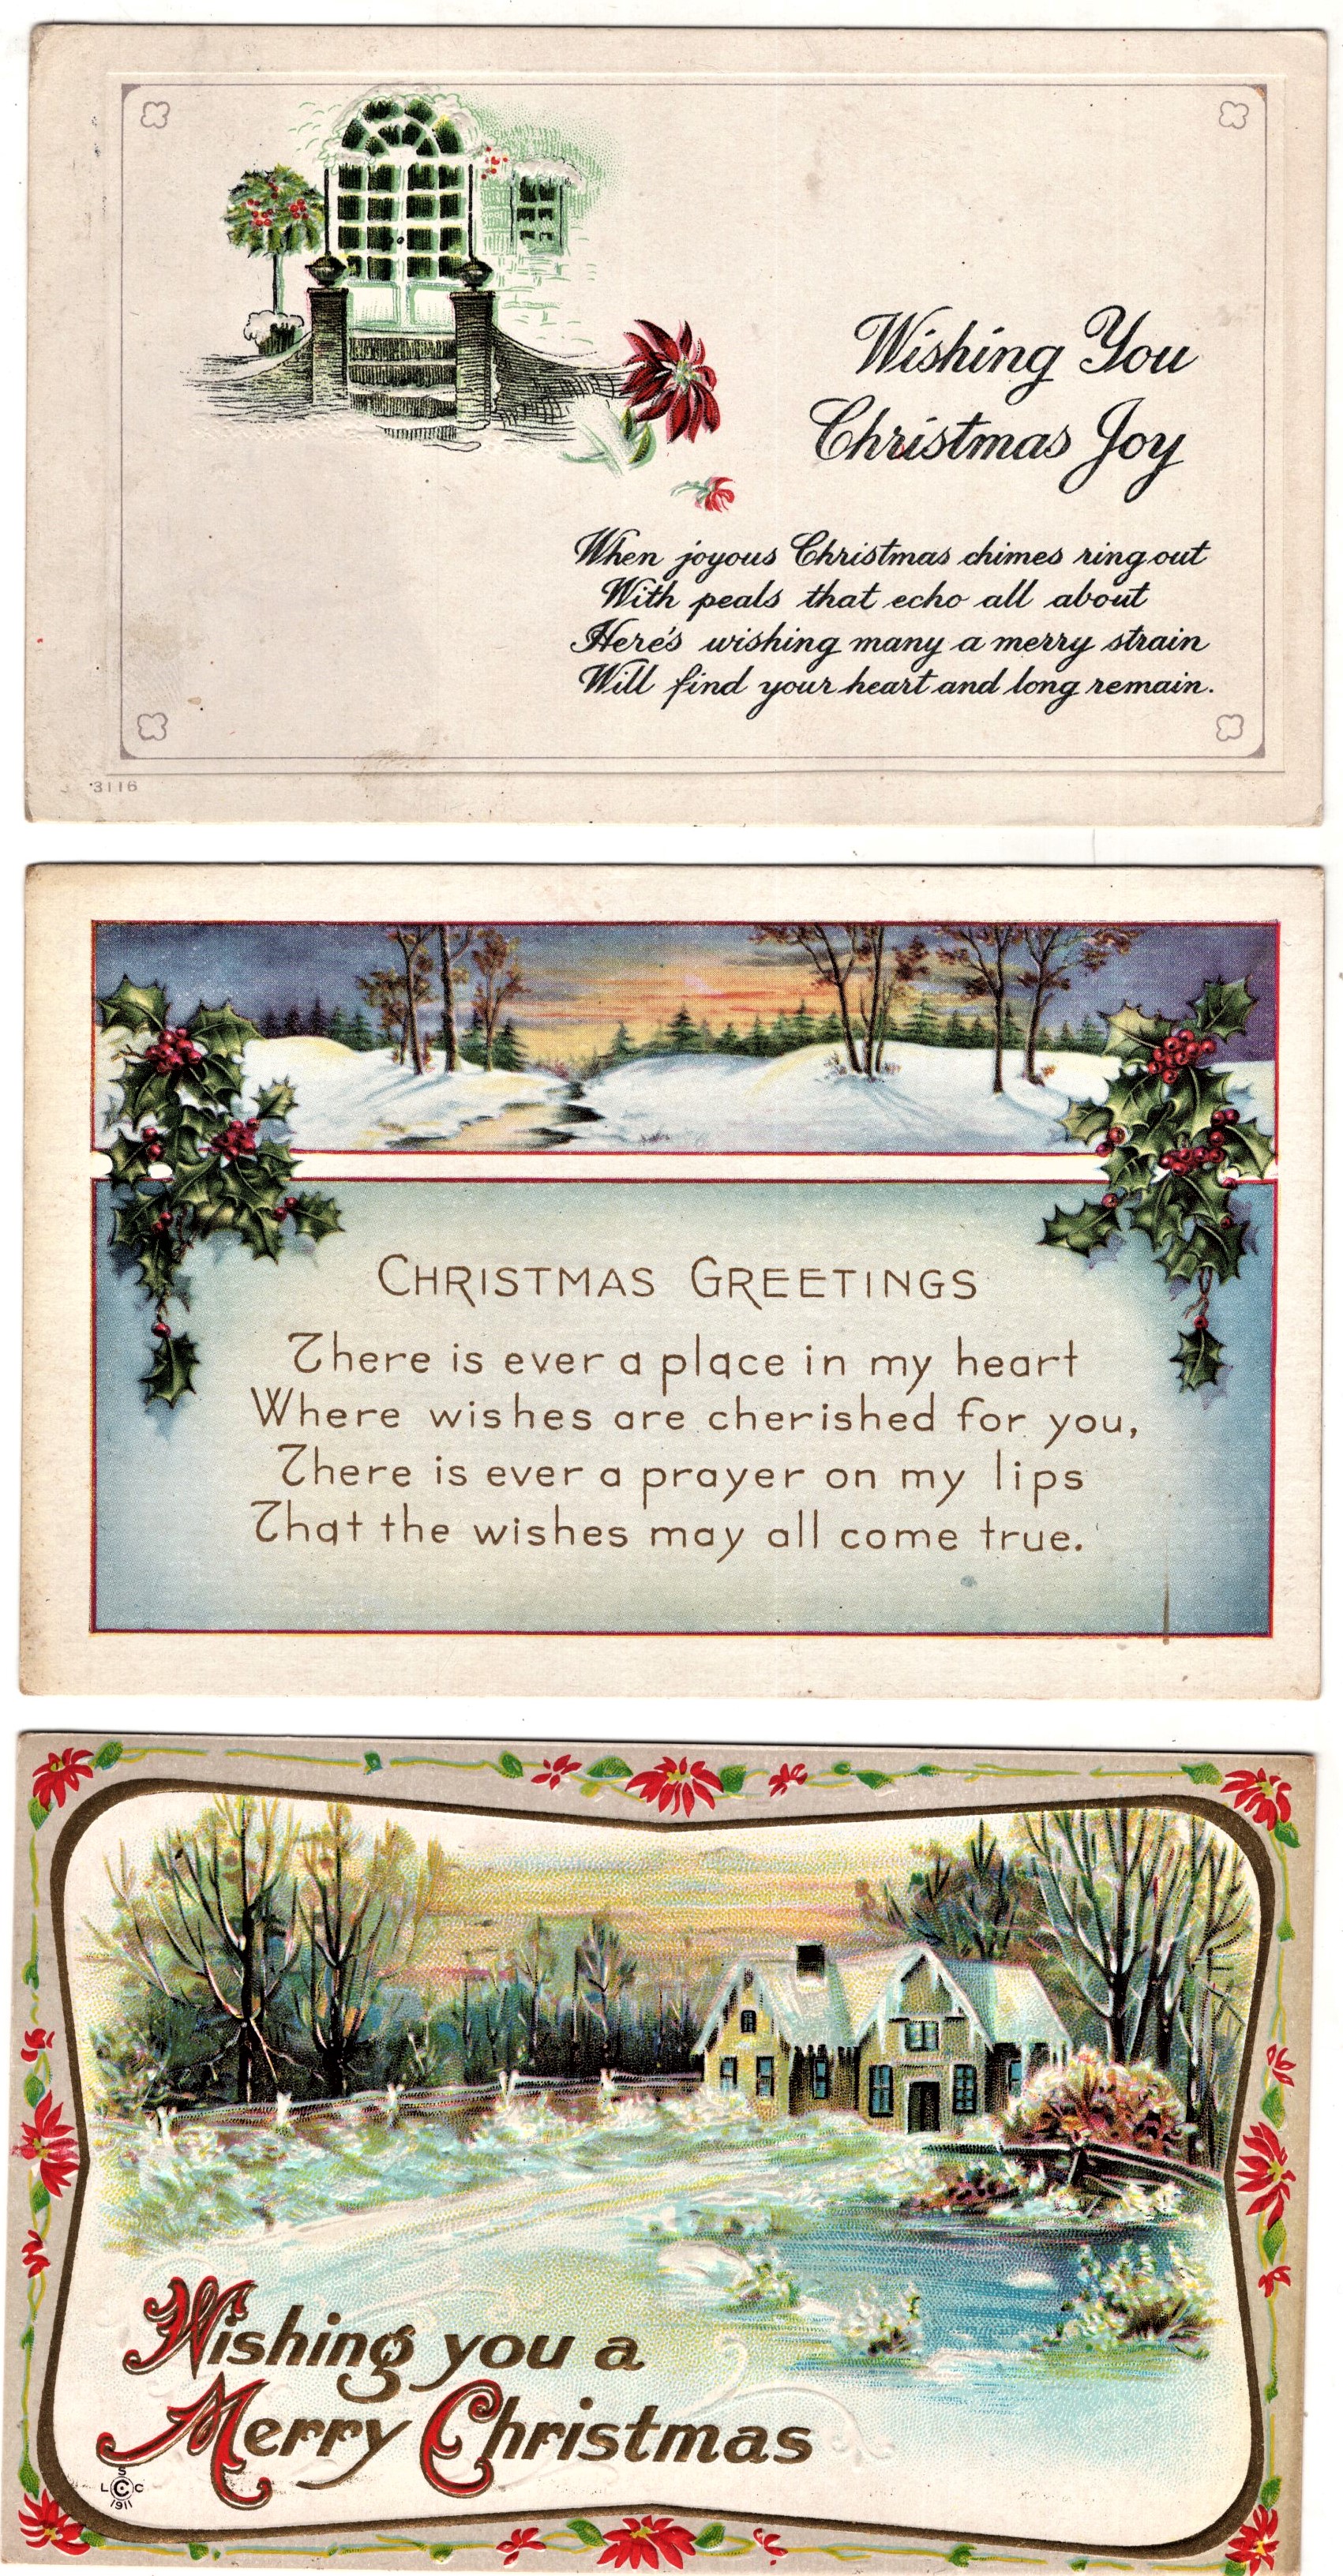 Wishing You
Christmas Joy
When joyous Christmas chimes ring out
With peals that echo all about
Here's wishing many a merry strain
Will find your heart and long remain.
3116
CHRISTMAS GREETINGS
There is ever a place in my heart
Where wishes are cherished for you,
There is ever a prayer on my lips
That the wishes may all come true.
Wishing you a
Merry Christmas
S
L C C
1911